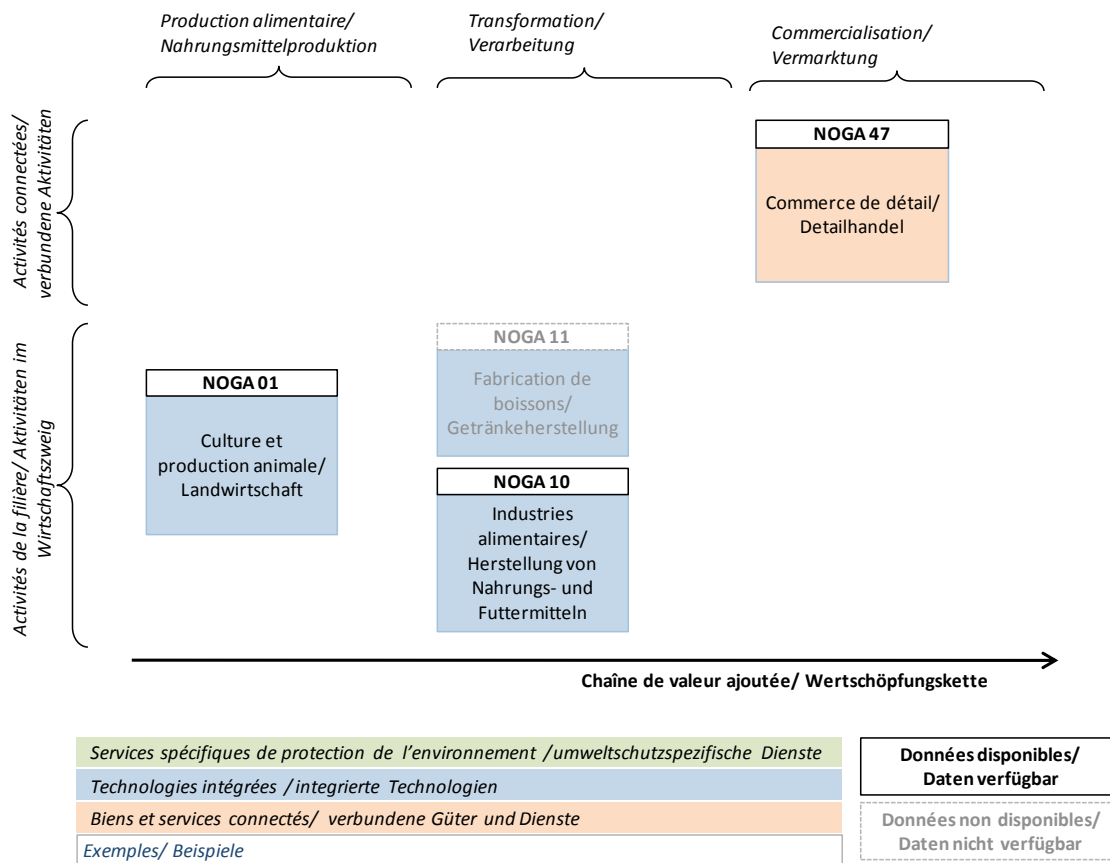 Production alimentaire/
Nahrungsmittelproduktion
Transformation/
Verarbeitung
Commercialisation/
Vermarktung
Activités connectées/
verbundene Aktivitäten
NOGA 47
Commerce de détail/
Detailhandel
Activités de la filière/ Aktivitäten im
Wirtschaftszweig
NOGA 01
Culture et
production animale/
Landwirtschaft
NOGA 11
Fabrication de
boissons/
Getränkeherstellung
NOGA 10
Industries
alimentaires/
Herstellung von
Nahrungs- und
Futtermitteln
Chaîne de valeur ajoutée/ Wertschöpfungskette
Services spécifiques de protection de l'environnement /umweltschutzspezifische Dienste
Technologies intégrées / integrierte Technologien
Biens et services connectés/ verbundene Güter und Dienste
Exemples/ Beispiele
Données disponibles/
Daten verfügbar
Données non disponibles/
Daten nicht verfügbar